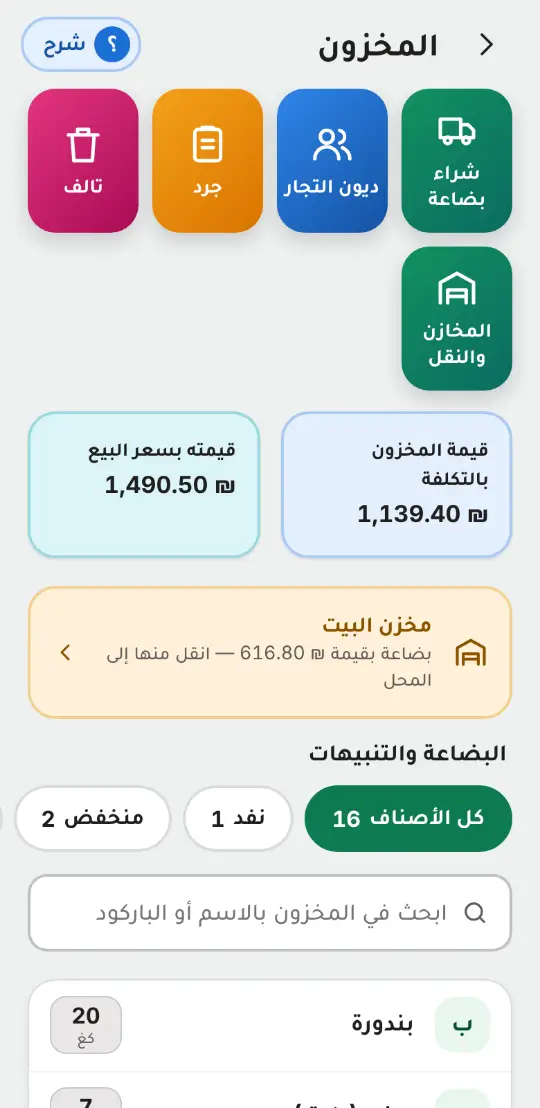 المخزون
؟ شرح
شراء
بضاعة
ديون التجار
جرد
تالف
المخازن
والنقل
قيمة المخزون
بالتكلفة
₪ 1,139.40
قيمته بسعر البيع
₪ 1,490.50
مخزن البيت
بضاعة بقيمة ₪ 616.80 — انقل منها إلى
المحل
البضاعة والتنبيهات
كل الأصناف 16
نفد 1
منخفض 2
ابحث في المخزون بالاسم أو الباركود
ب
بندورة
20
كغ
7